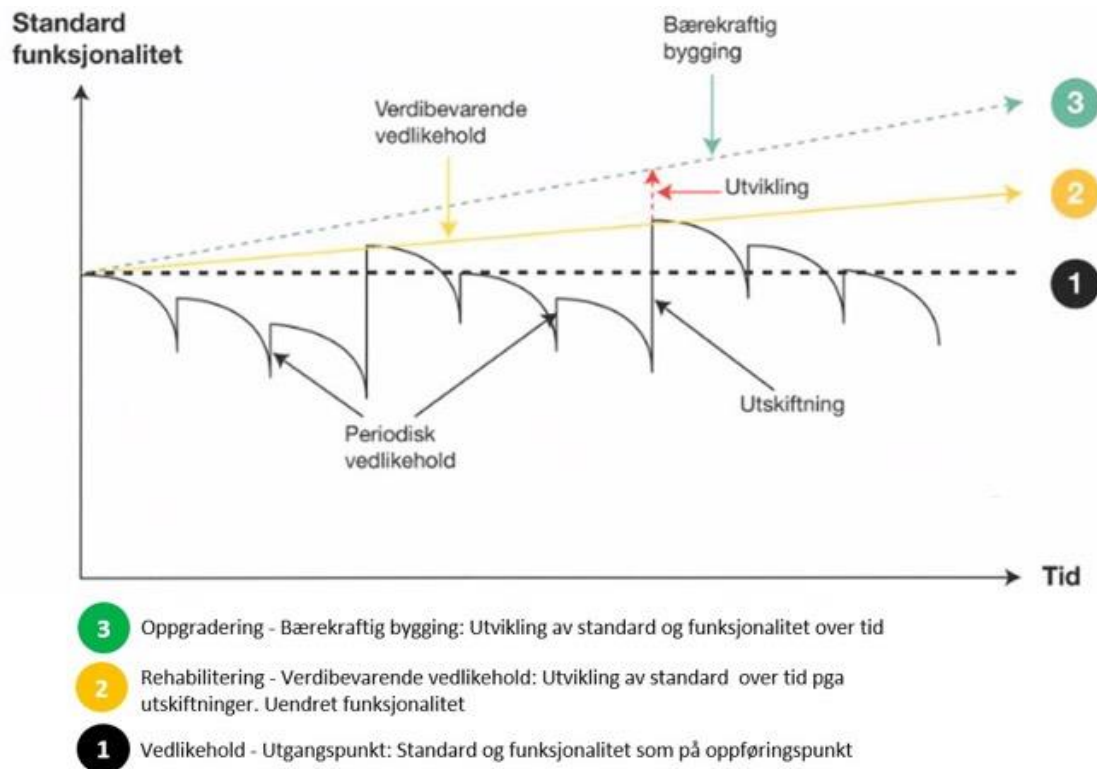 Standard
funksjonalitet
Bærekraftig
bygging
3
Verdibevarende
vedlikehold
Utvikling
2
1
Utskiftning
Periodisk
vedlikehold
Tid
3 Oppgradering - Bærekraftig bygging: Utvikling av standard og funksjonalitet over tid
2 Rehabilitering - Verdibevarende vedlikehold: Utvikling av standard over tid pga
utskiftninger. Uendret funksjonalitet
1 Vedlikehold - Utgangspunkt: Standard og funksjonalitet som på oppføringspunkt